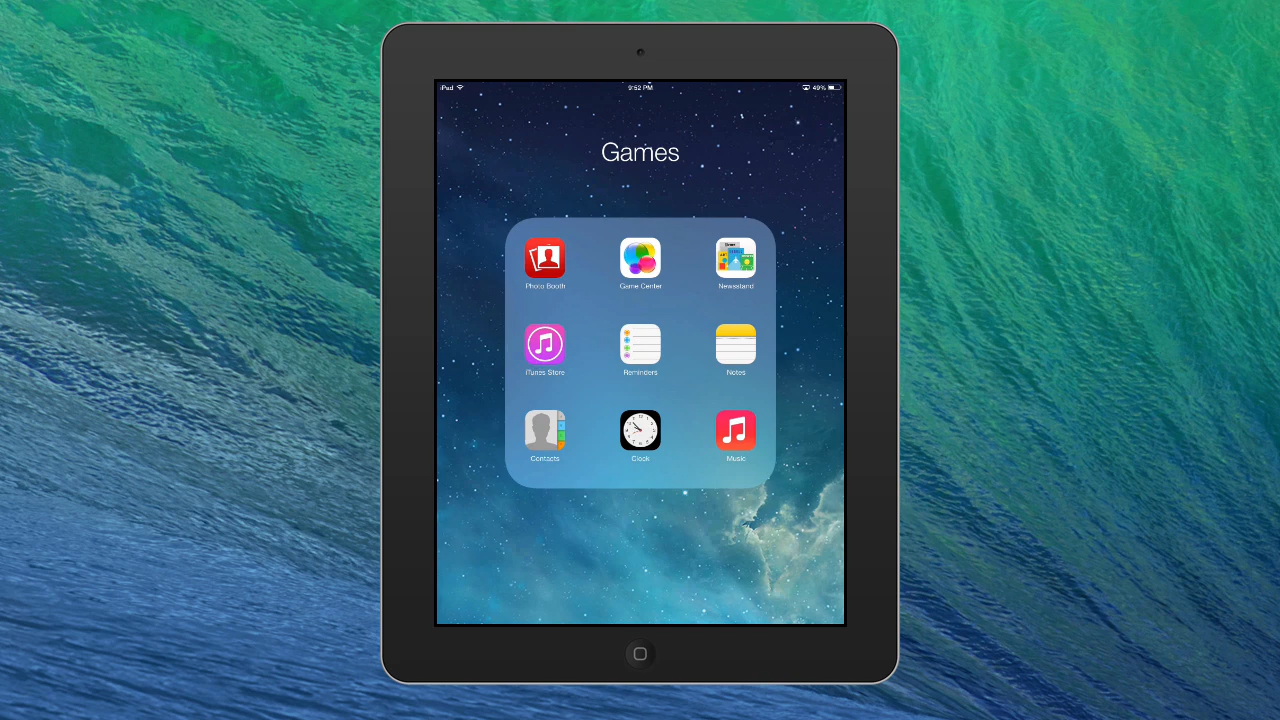 iPad 9:52 PM 49%
Games
Photo Booth Game Center Newsstand
iTunes Store Reminders Notes
Contacts Clock Music